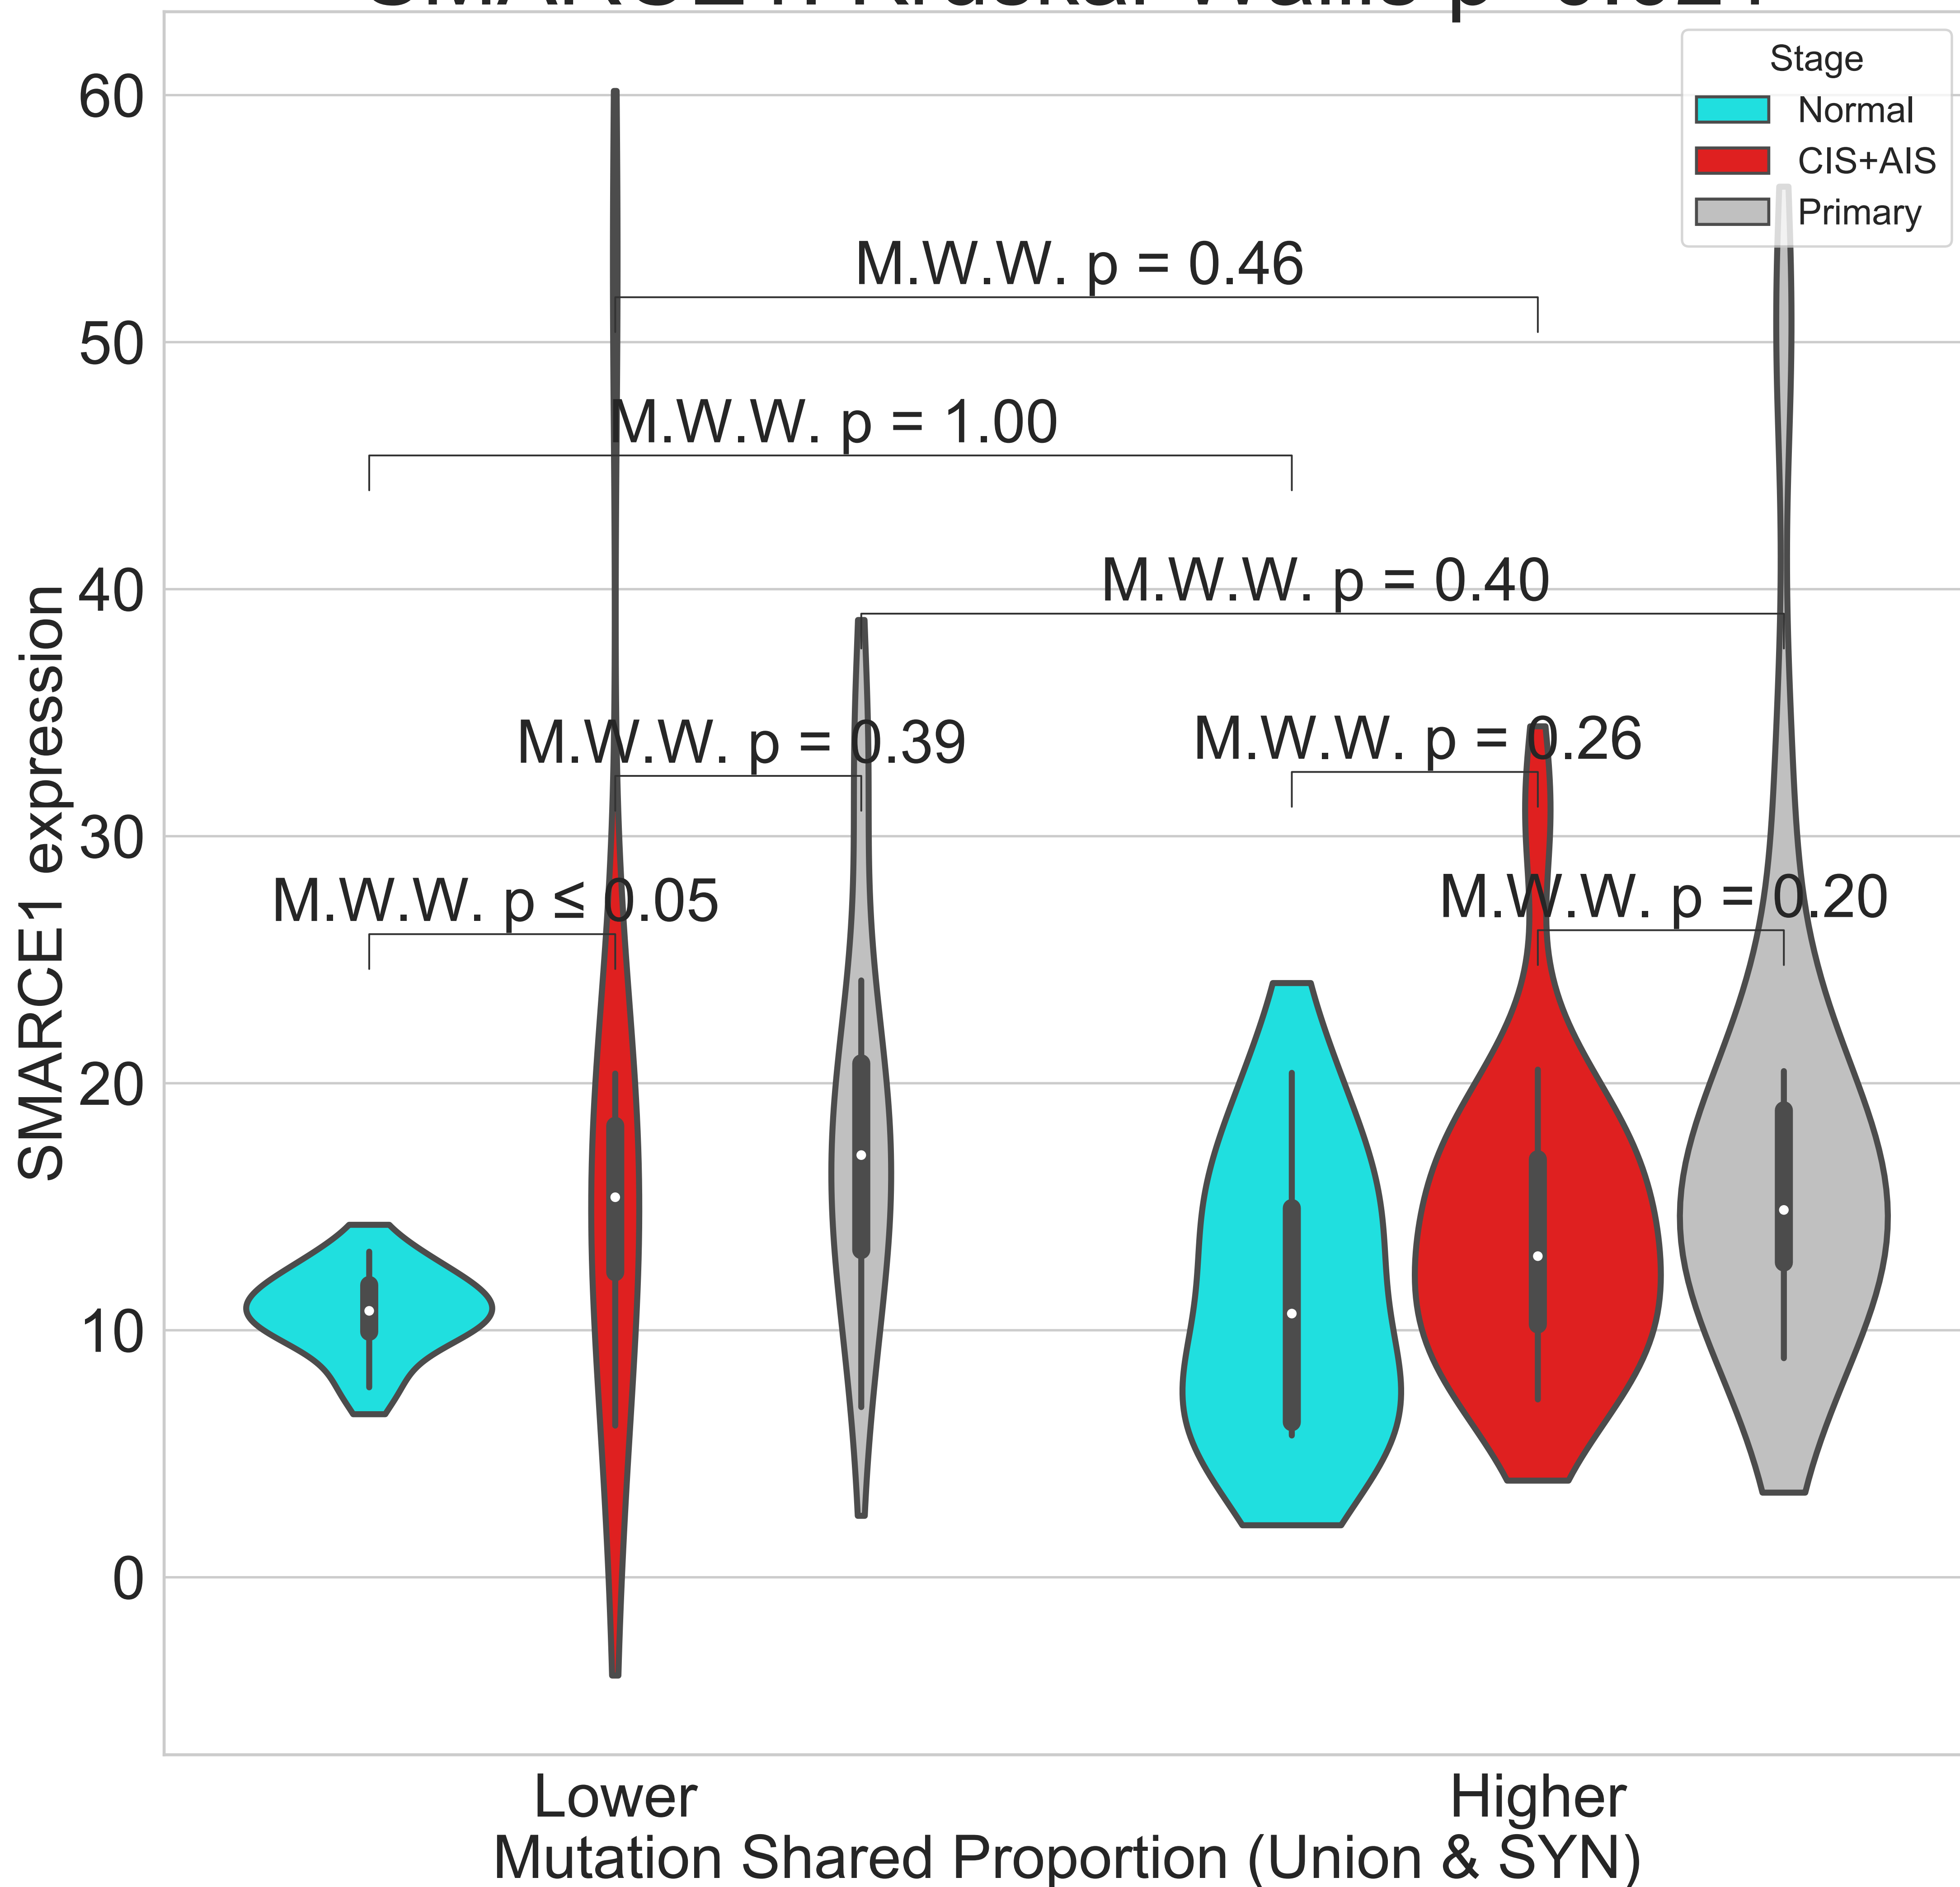 Stage
Normal
CIS+AIS
Primary
60
50
40
30
20
10
0
SMARCE1 expression
M.W.W. p = 0.46
M.W.W. p = 1.00
M.W.W. p = 0.40
M.W.W. p = 0.39
M.W.W. p = 0.26
M.W.W. p ≤ 0.05
M.W.W. p = 0.20
Lower
Higher
Mutation Shared Proportion (Union & SYN)